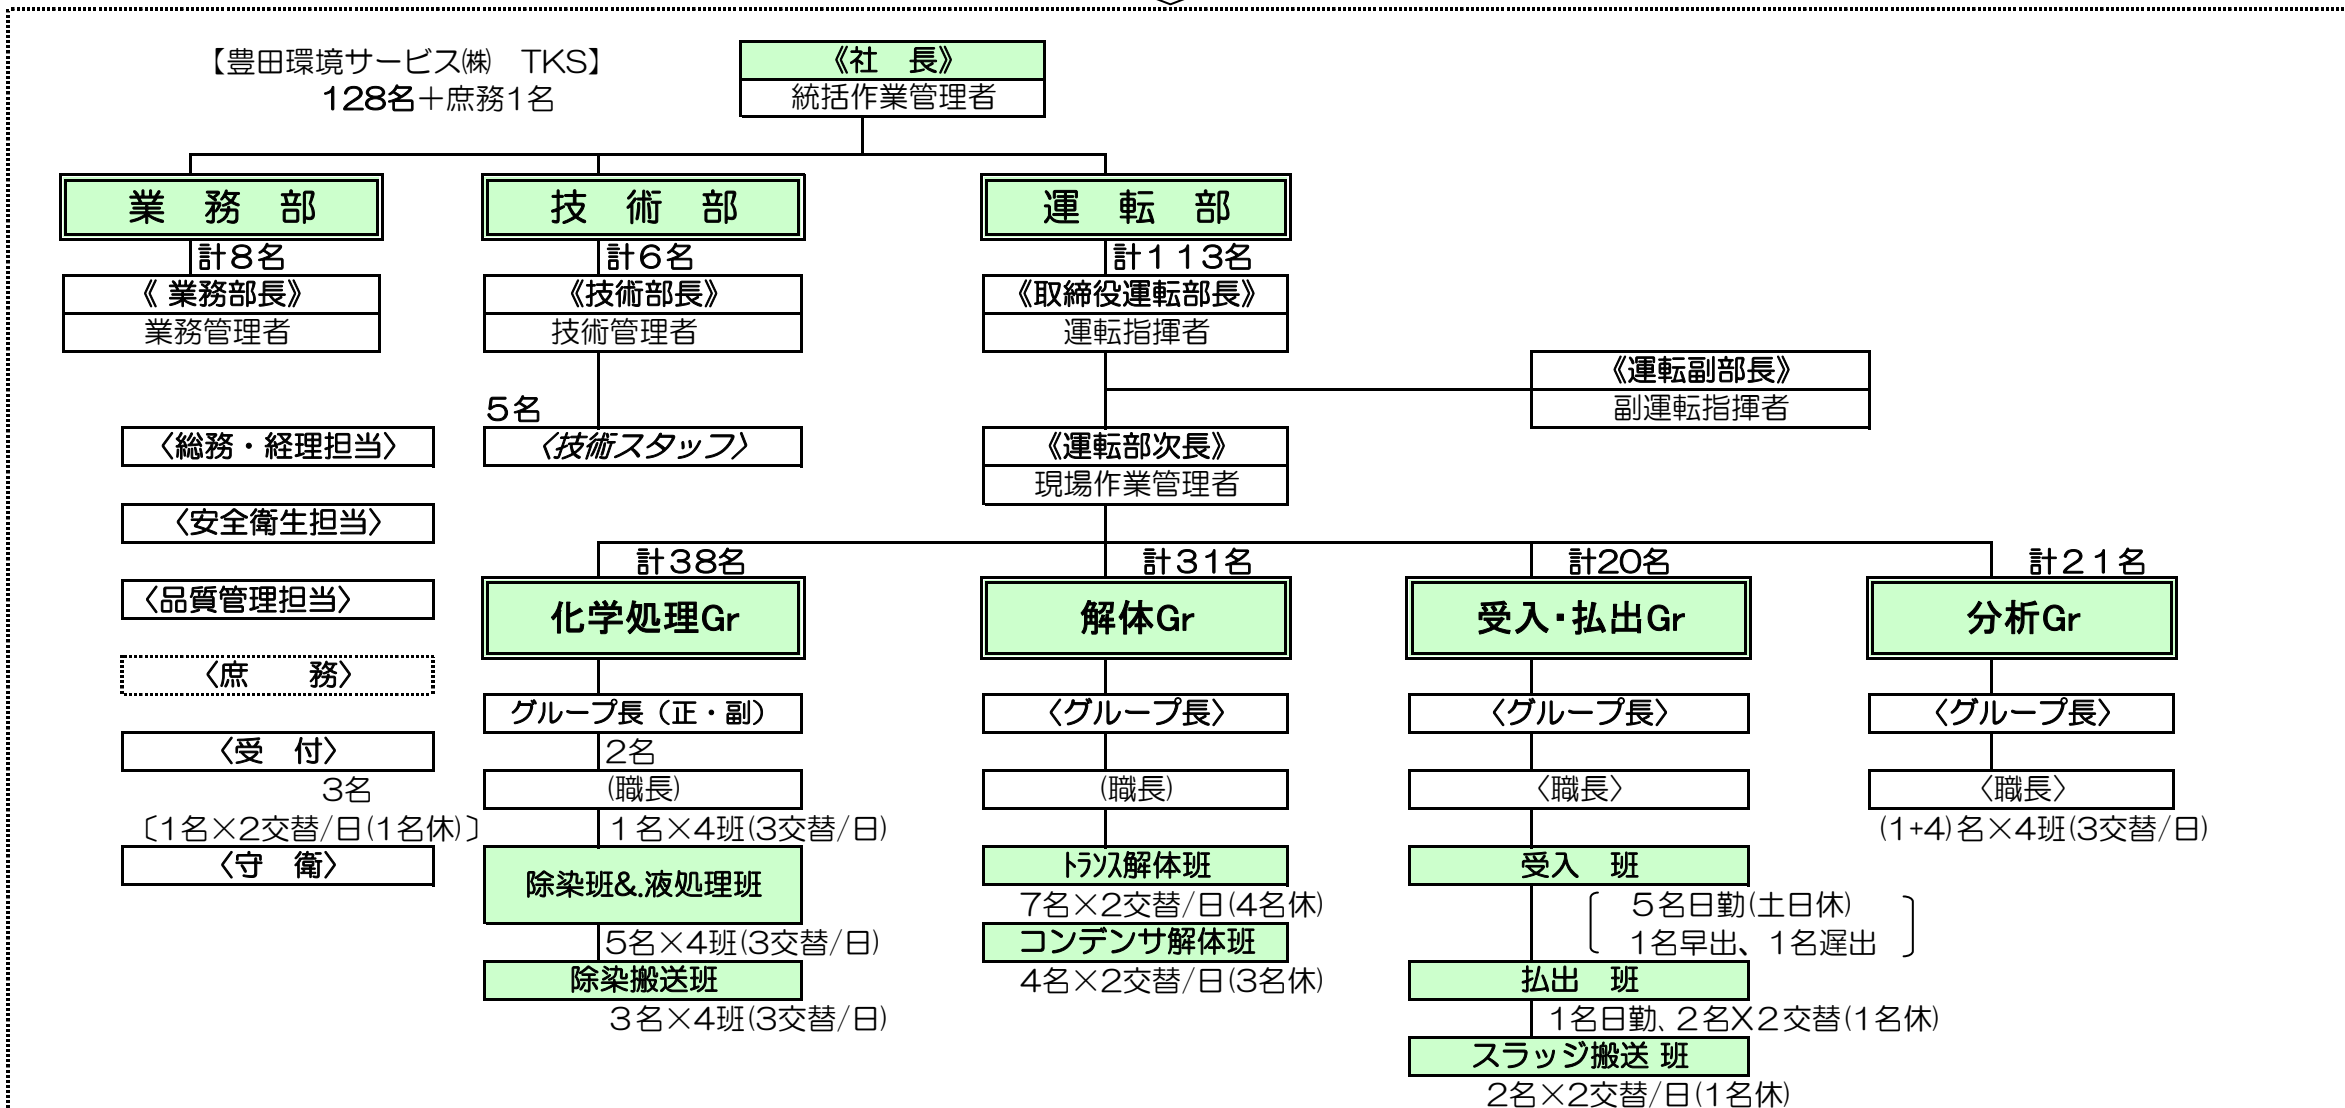 【豊田環境サービス㈱　TKS】
128名＋庶務1名
《社　長》
統括作業管理者
業　務　部
技　術　部
運　転　部
計8名
計6名
計113名
《 業務部長》
業務管理者
《技術部長》
技術管理者
《取締役運転部長》
運転指揮者
《運転副部長》
副運転指揮者
5名
〈総務・経理担当〉
〈技術スタッフ〉
《運転部次長》
現場作業管理者
〈安全衛生担当〉
〈品質管理担当〉
〈庶　　務〉
〈受　付〉
3名
〔1名×2交替/日(1名休)〕
〈守　衛〉
計38名
計31名
計20名
計21名
化学処理Gr
解体Gr
受入･払出Gr
分析Gr
グループ長（正・副）
〈グループ長〉
〈グループ長〉
〈グループ長〉
2名
(職長)
(職長)
〈職長〉
〈職長〉
1名×4班(3交替/日)
(1+4)名×4班(3交替/日)
除染班&.液処理班
5名×4班(3交替/日)
除染搬送班
3名×4班(3交替/日)
ﾄﾗﾝｽ解体班
7名×2交替/日(4名休)
コンデンサ解体班
4名×2交替/日(3名休)
受入　班
5名日勤(土日休)
1名早出、1名遅出
払出　班
1名日勤、2名X2交替(1名休)
スラッジ搬送 班
2名×2交替/日(1名休)